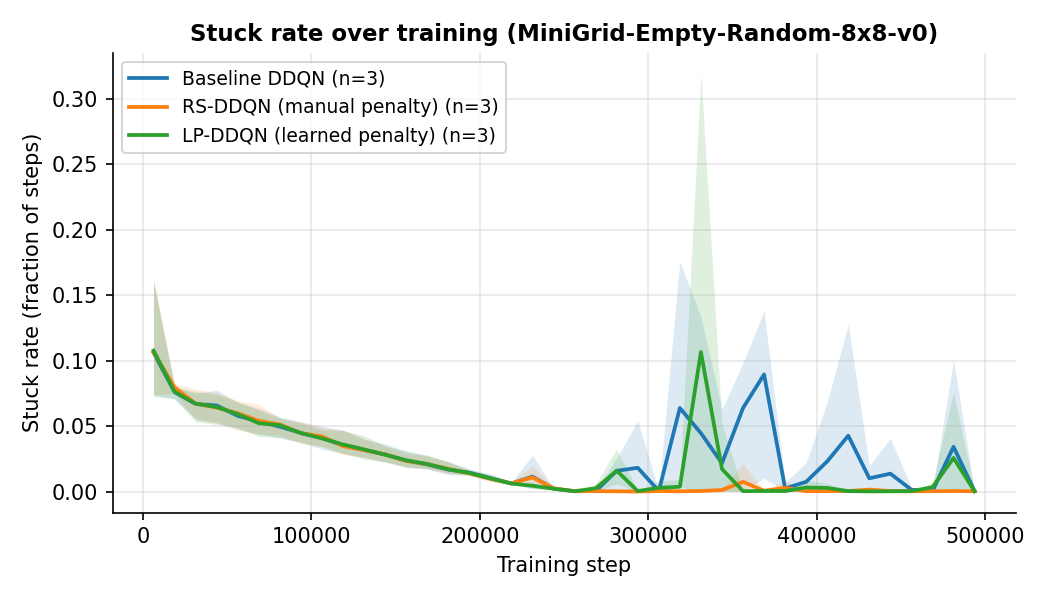 Stuck rate over training (MiniGrid-Empty-Random-8x8-v0)
Baseline DDQN (n=3)
RS-DDQN (manual penalty) (n=3)
LP-DDQN (learned penalty) (n=3)
Stuck rate (fraction of steps)
0.30
0.25
0.20
0.15
0.10
0.05
0.00
0 100000 200000 300000 400000 500000
Training step